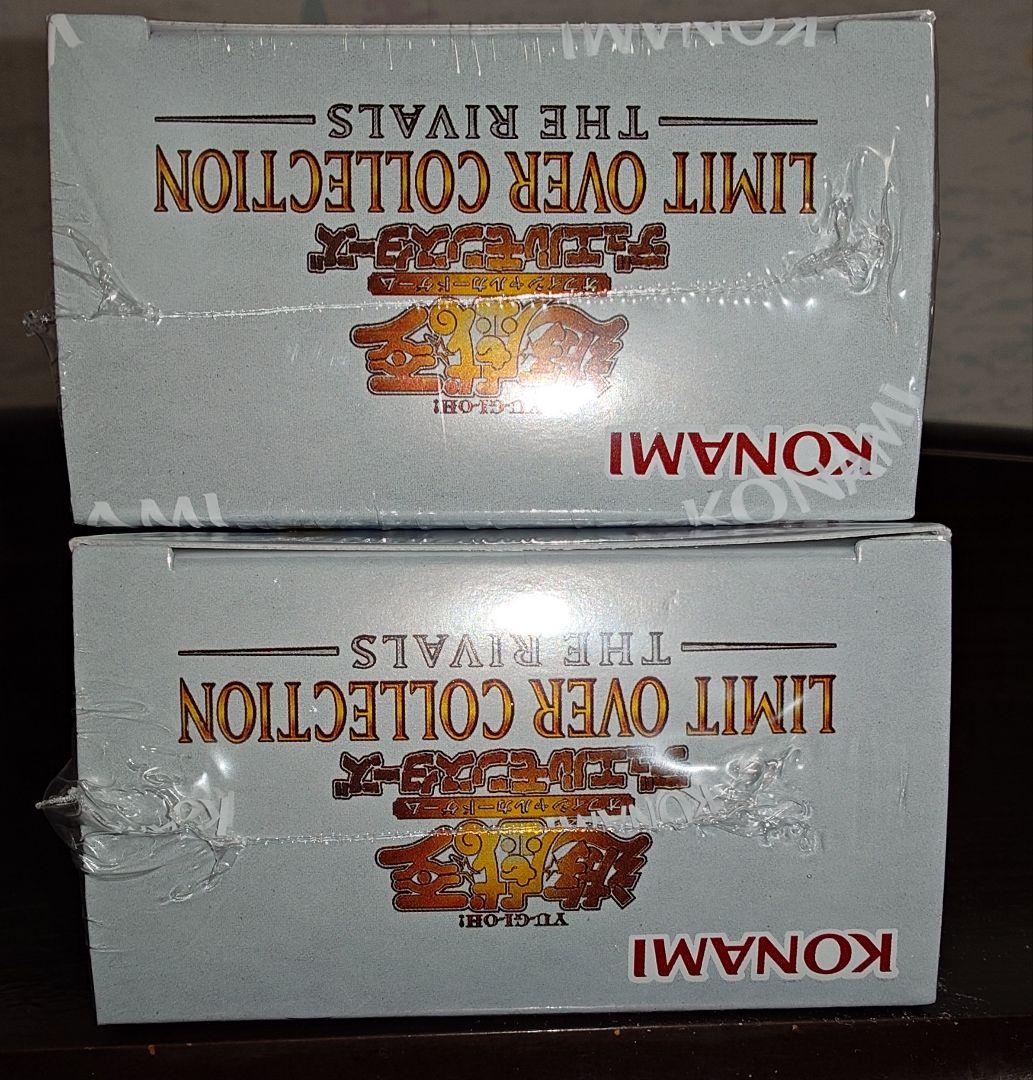 KONAMI
THE RIVALS
LIMIT OVER COLLECTION
デュエルモンスターズ
オフィシャルカードゲーム
遊戯王
YU-GI-OH!
KONAMI
KONAMI
AMI
THE RIVALS
LIMIT OVER COLLECTION
デュエルモンスターズ
オフィシャルカードゲーム
KONAMI
遊戯王
YU-GI-OH!
KONAMI